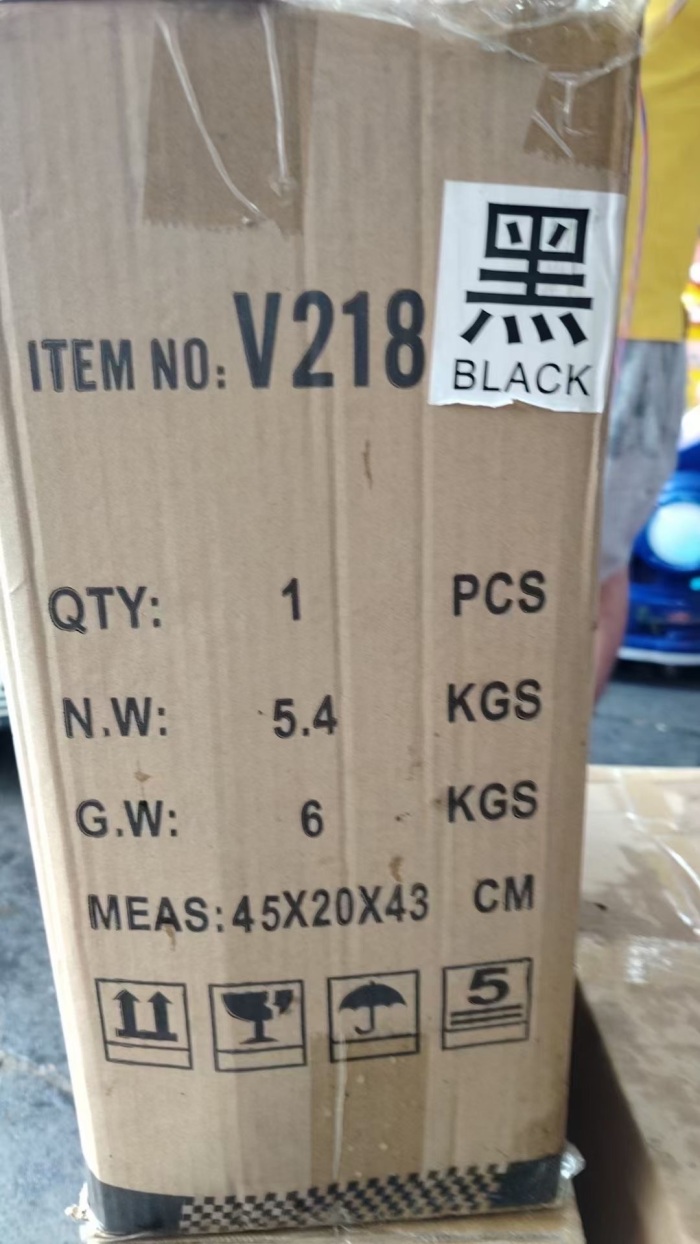 黑
BLACK
ITEM NO: V218
QTY: 1 PCS
N.W: 5.4 KGS
G.W: 6 KGS
MEAS: 45X20X43 CM
5